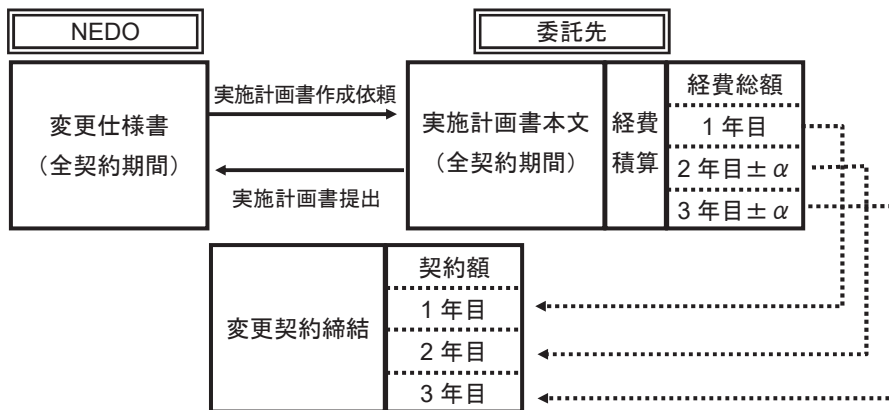 NEDO
委託先
変更仕様書
（全契約期間）
実施計画書作成依頼
実施計画書提出
実施計画書本文
（全契約期間）
経費
積算
経費総額
1 年目
2 年目± α
3 年目± α
変更契約締結
契約額
1 年目
2 年目
3 年目